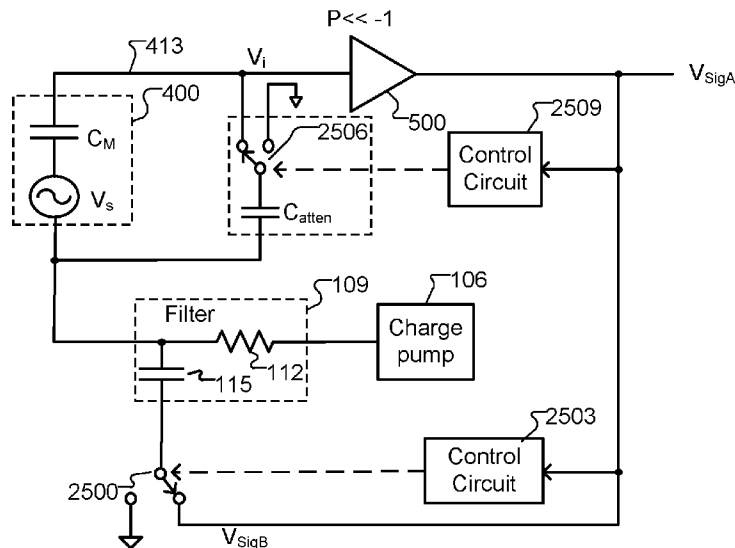 P<< -1
413
Vi
VSigA
400
CM
Vs
2506
500
2509
Control
Circuit
Catten
109
106
Filter
Charge
pump
112
115
2503
Control
Circuit
2500
VSigB